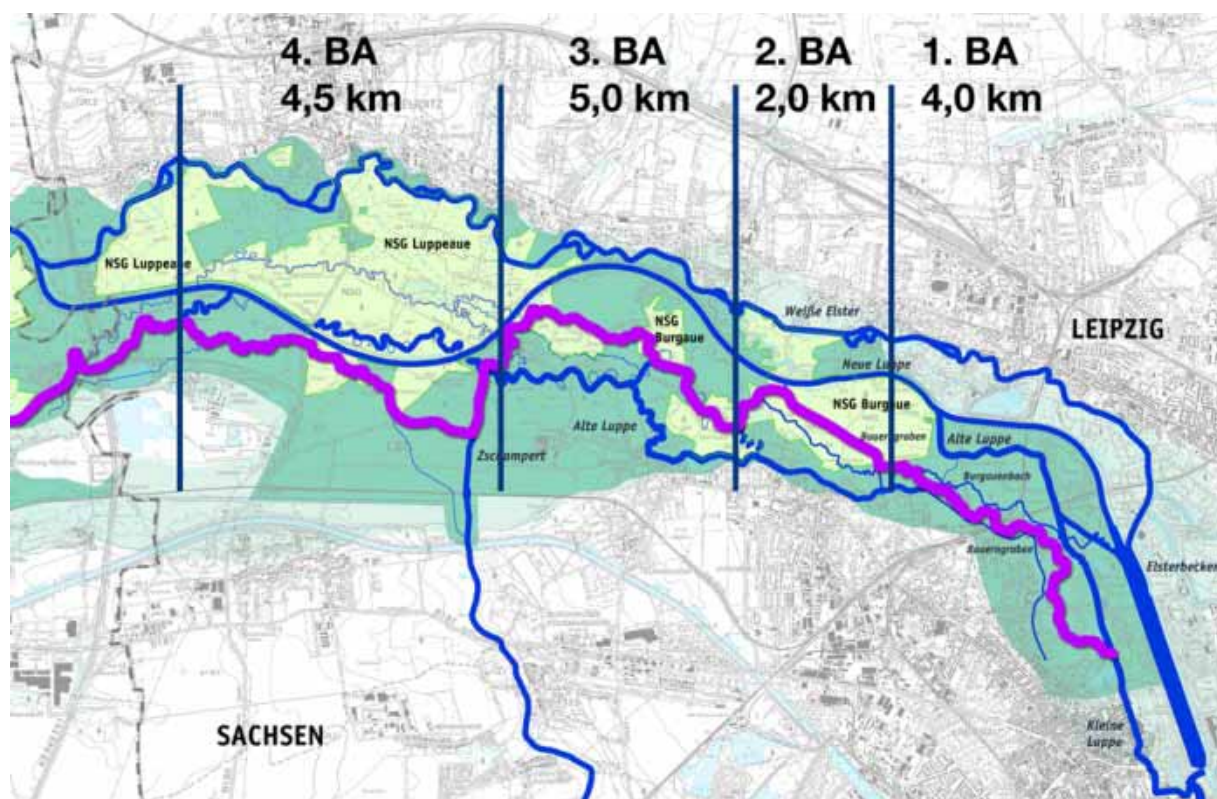 4. BA
4,5 km
3. BA
5,0 km
2. BA
2,0 km
1. BA
4,0 km
NSG Luppeaue
NSG Luppeaue
NSG
NSG
Burgaue
Weiße Elster
LEIPZIG
Neue Luppe
NSG Burgaue
Alte Luppe
Bauerngraben
Alte Luppe
Zschampert
Burgauenbach
Bauerngraben
Elsterbecken
Kleine
Luppe
SACHSEN